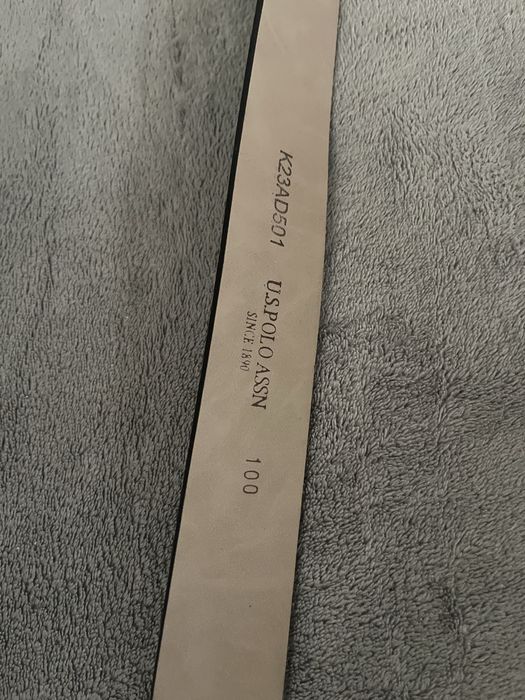 K23AD501
U.S.POLO ASSN
SINCE 1890
100